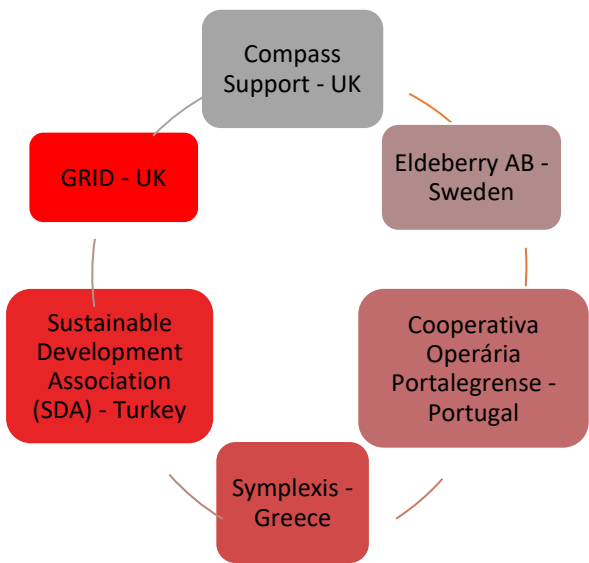 Compass
Support - UK
Eldeberry AB -
Sweden
Cooperativa
Operária
Portalegrense -
Portugal
Symplexis -
Greece
Sustainable
Development
Association
(SDA) - Turkey
GRID - UK